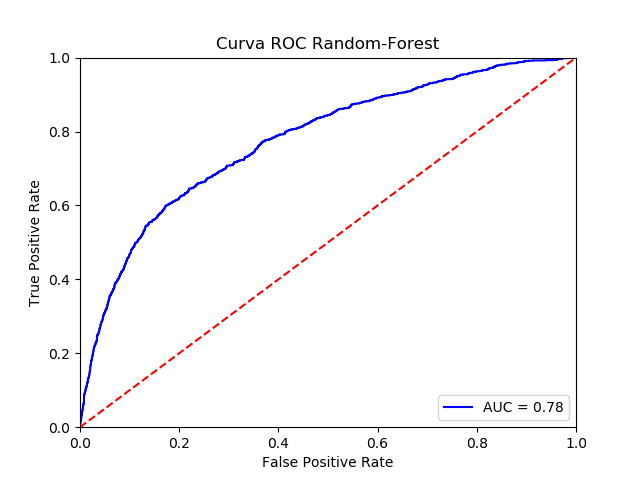 Curva ROC Random-Forest
True Positive Rate
1.0
0.8
0.6
0.4
0.2
0.0
AUC = 0.78
0.0 0.2 0.4 0.6 0.8 1.0
False Positive Rate